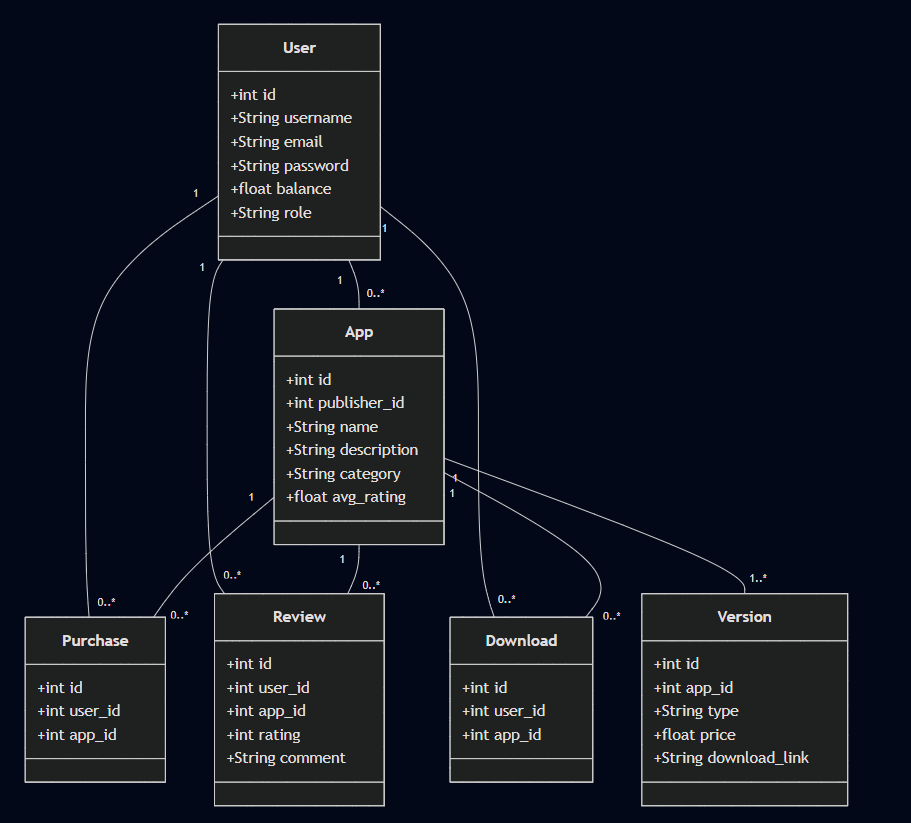 User
+int id
+String username
+String email
+String password
+float balance
+String role
1
1
1
1
0..*
App
+int id
+int publisher_id
+String name
+String description
+String category
+float avg_rating
1
1
1
1
0..*
0..*
0..*
0..*
0..*
0..*
1..*
Purchase
+int id
+int user_id
+int app_id
Review
+int id
+int user_id
+int app_id
+int rating
+String comment
Download
+int id
+int user_id
+int app_id
Version
+int id
+int app_id
+String type
+float price
+String download_link